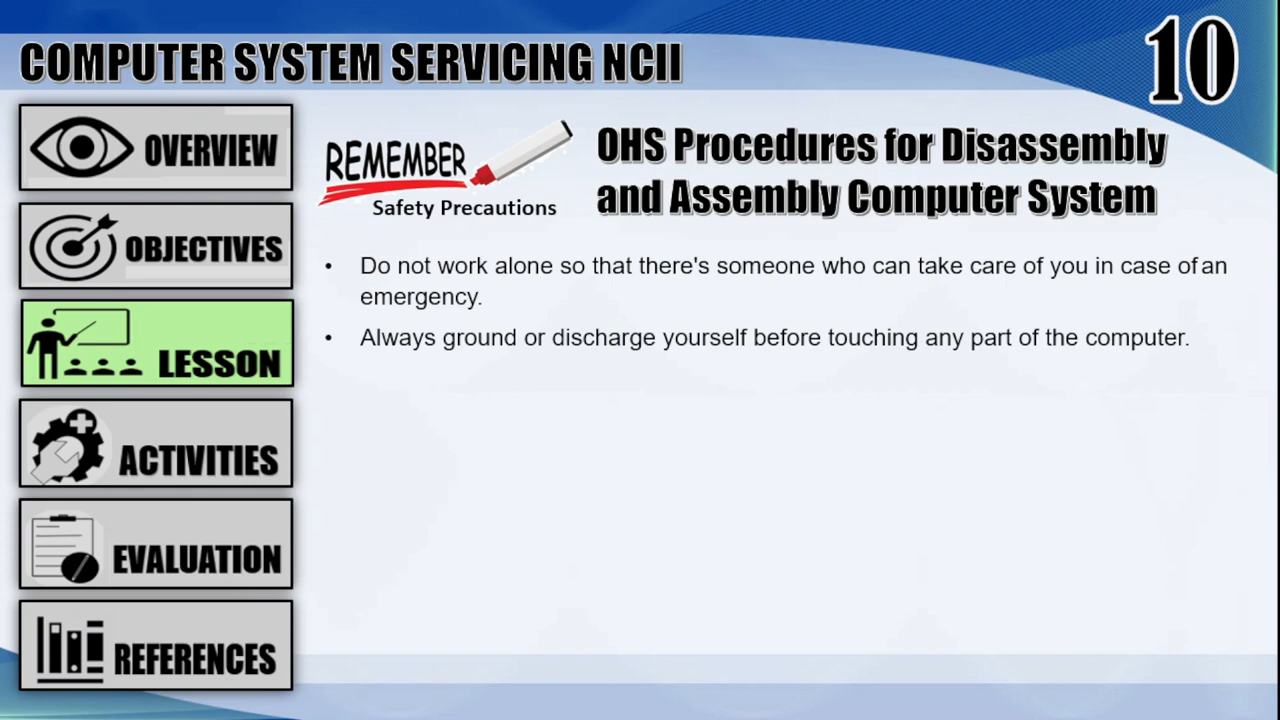 COMPUTER SYSTEM SERVICING NCII
10
OVERVIEW
OBJECTIVES
LESSON
ACTIVITIES
EVALUATION
REFERENCES
REMEMBER
Safety Precautions
OHS Procedures for Disassembly
and Assembly Computer System
• Do not work alone so that there's someone who can take care of you in case of an
emergency.
• Always ground or discharge yourself before touching any part of the computer.